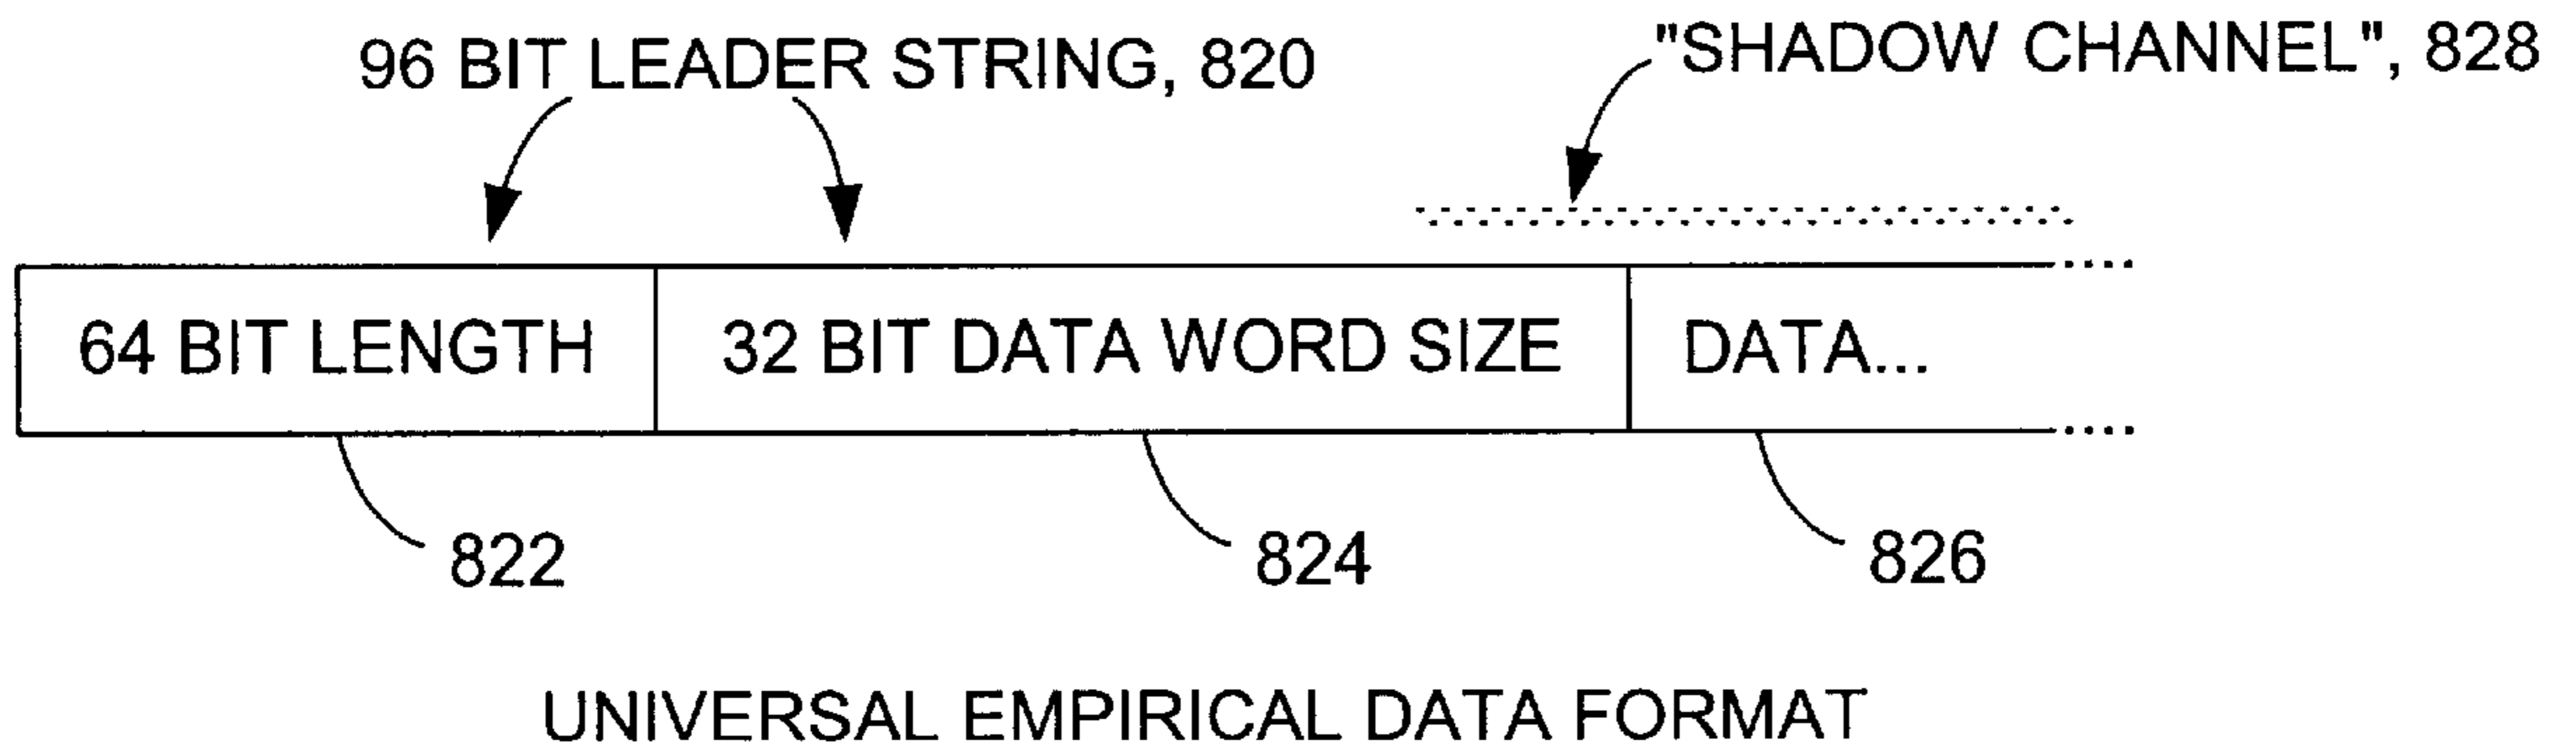 96 BIT LEADER STRING, 820
"SHADOW CHANNEL", 828
64 BIT LENGTH
32 BIT DATA WORD SIZE
DATA...
822
824
826
UNIVERSAL EMPIRICAL DATA FORMAT